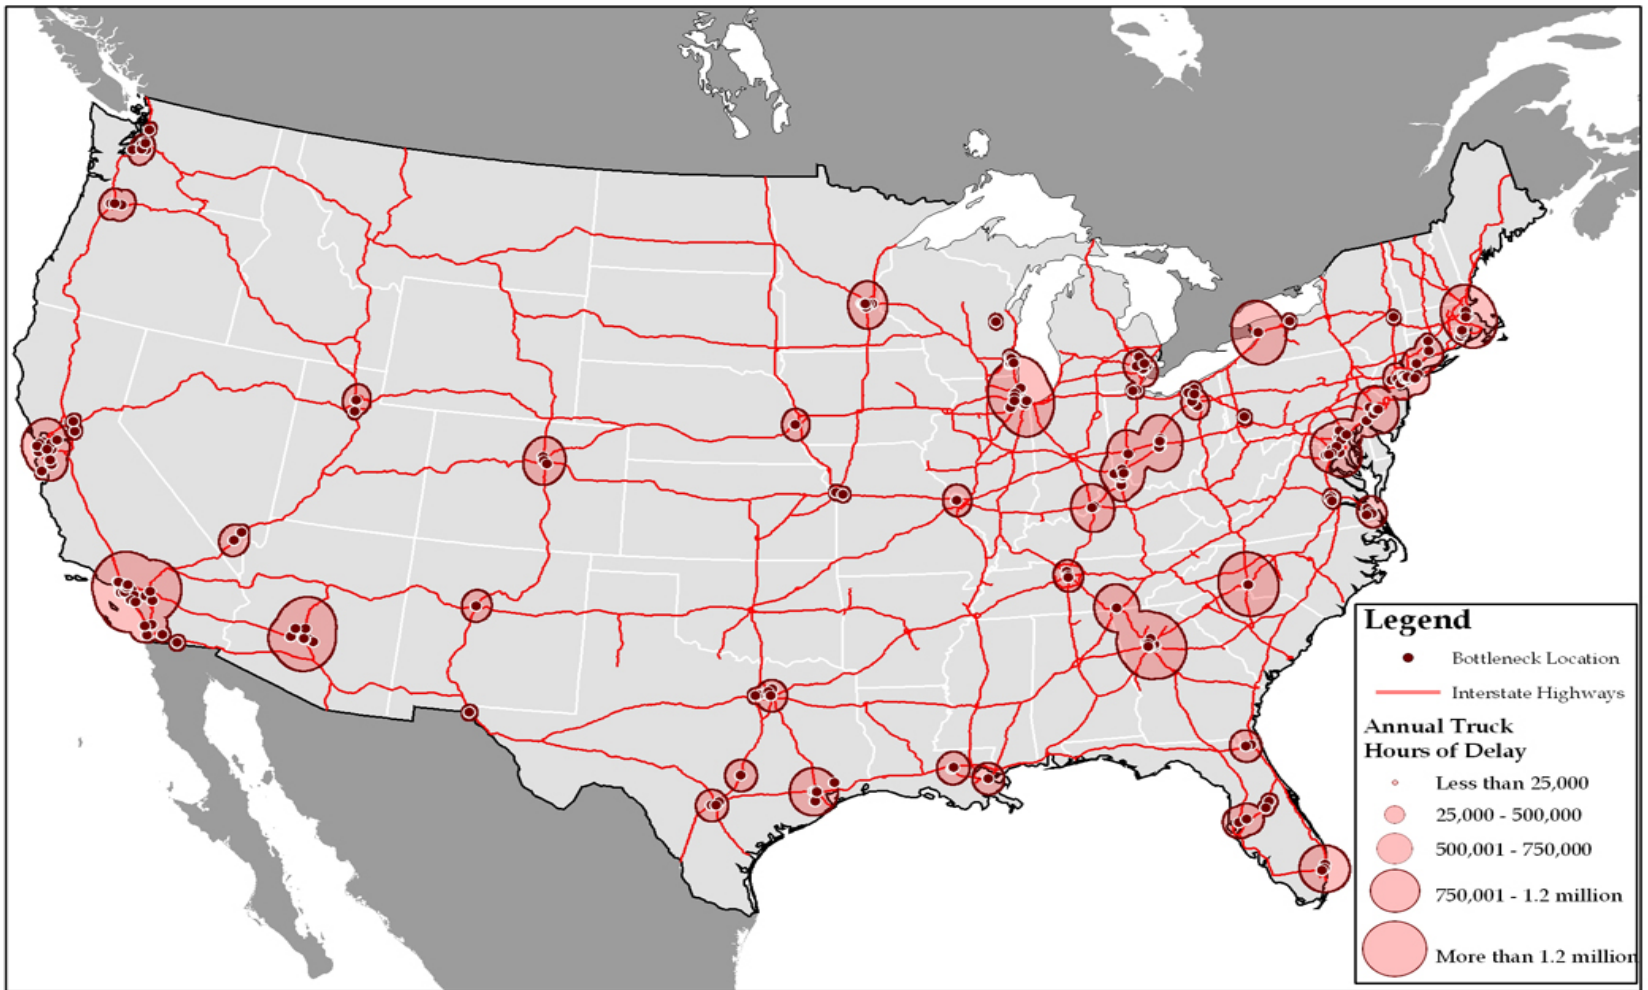 Legend
Bottleneck Location
Interstate Highways
Annual Truck
Hours of Delay
Less than 25,000
25,000 - 500,000
500,001 - 750,000
750,001 - 1.2 million
More than 1.2 million